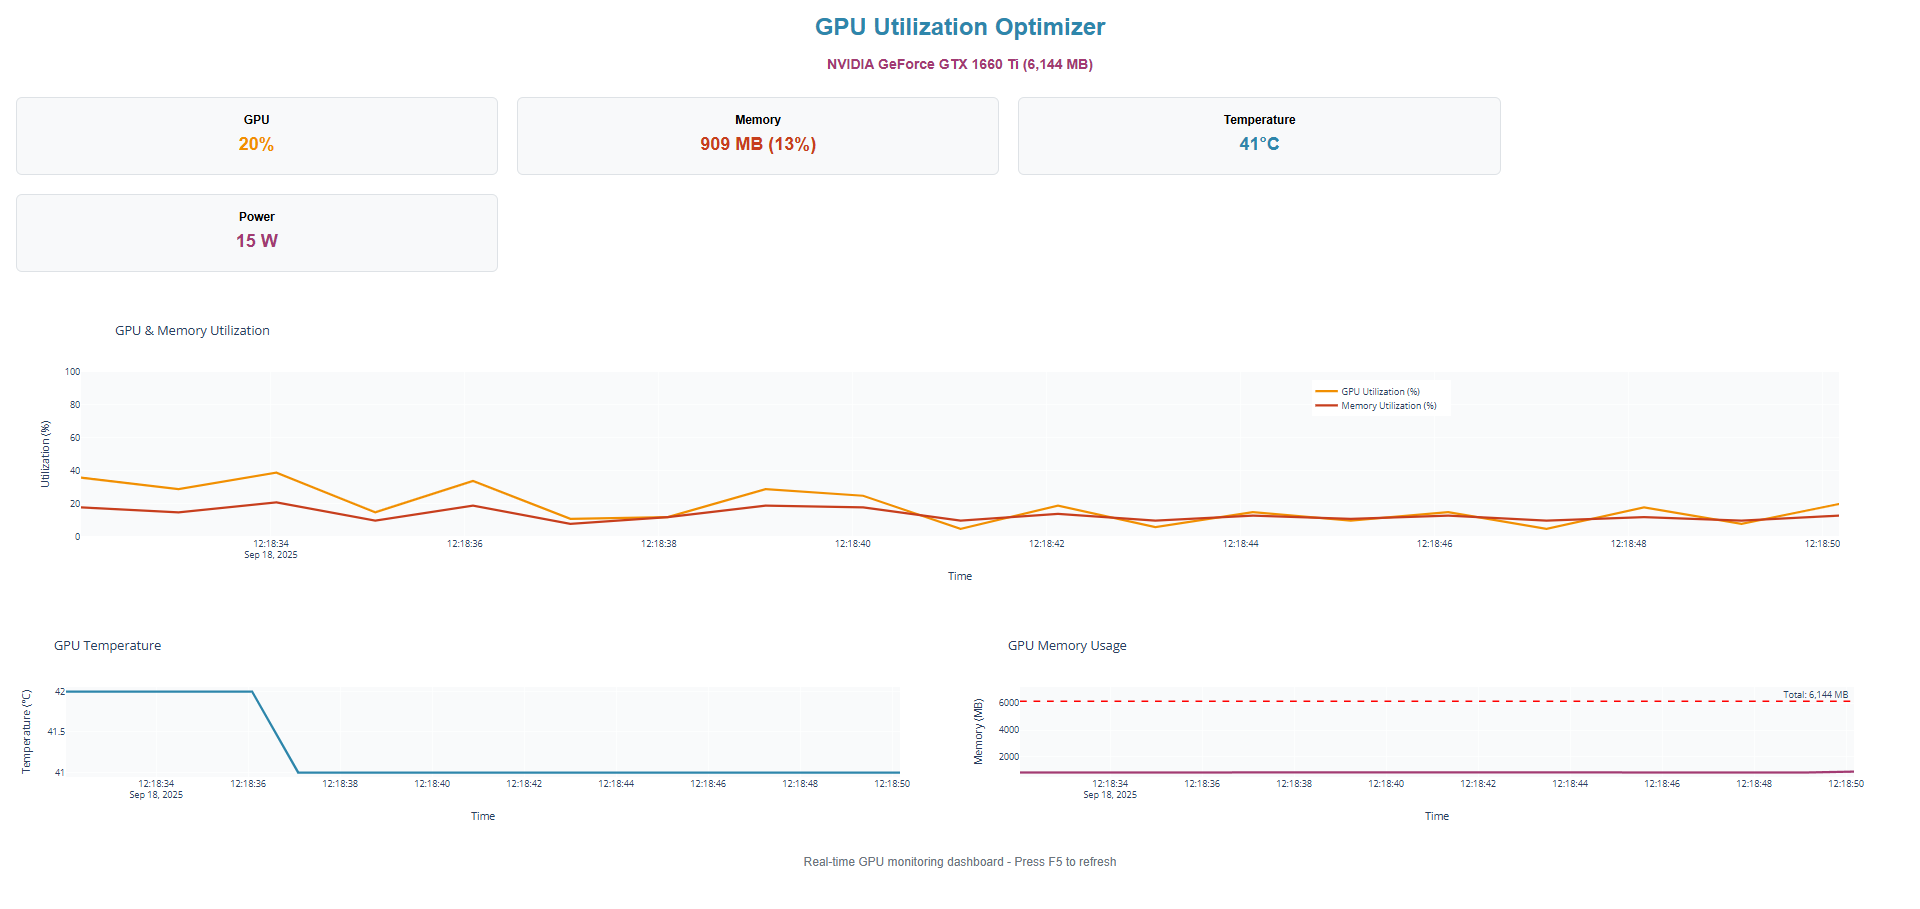 GPU Utilization Optimizer
NVIDIA GeForce GTX 1660 Ti (6,144 MB)
GPU
20%
Memory
909 MB (13%)
Temperature
41°C
Power
15 W
GPU & Memory Utilization
Utilization (%)
100
80
60
40
20
0
GPU Utilization (%)
Memory Utilization (%)
12:18:34 12:18:36 12:18:38 12:18:40 12:18:42 12:18:44 12:18:46 12:18:48 12:18:50
Sep 18, 2025
Time
GPU Temperature
Temperature (°C)
42
41.5
41
12:18:34 12:18:36 12:18:38 12:18:40 12:18:42 12:18:44 12:18:46 12:18:48 12:18:50
Sep 18, 2025
Time
GPU Memory Usage
Memory (MB)
Total: 6,144 MB
6000
4000
2000
12:18:34 12:18:36 12:18:38 12:18:40 12:18:42 12:18:44 12:18:46 12:18:48 12:18:50
Sep 18, 2025
Time
Real-time GPU monitoring dashboard - Press F5 to refresh